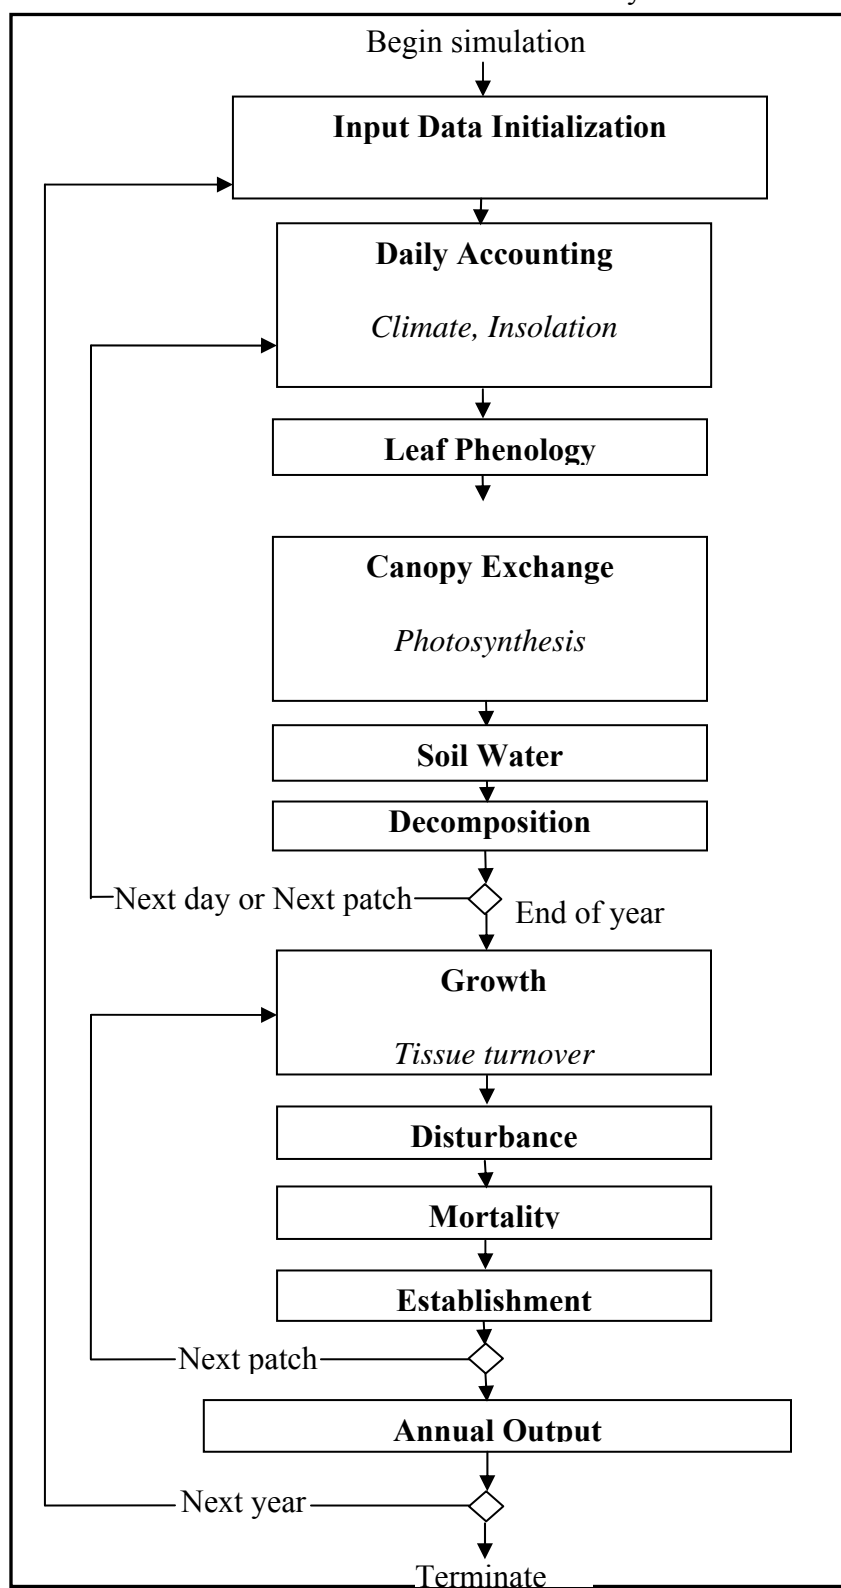 Begin simulation
Input Data Initialization
Daily Accounting
Climate, Insolation
Leaf Phenology
Canopy Exchange
Photosynthesis
Soil Water
Decomposition
Next day or Next patch
End of year
Growth
Tissue turnover
Disturbance
Mortality
Establishment
Next patch
Annual Output
Next year
Terminate